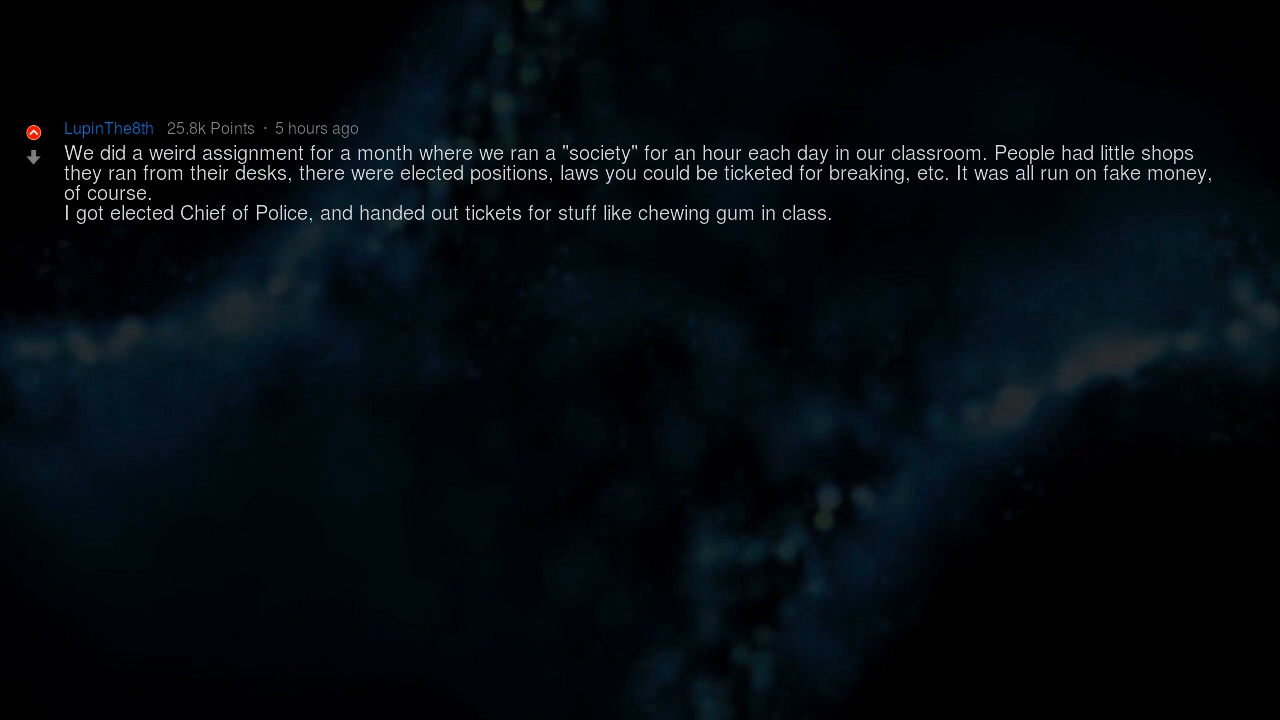 LupinThe8th 25.8k Points · 5 hours ago
We did a weird assignment for a month where we ran a "society" for an hour each day in our classroom. People had little shops
they ran from their desks, there were elected positions, laws you could be ticketed for breaking, etc. It was all run on fake money,
of course.
I got elected Chief of Police, and handed out tickets for stuff like chewing gum in class.